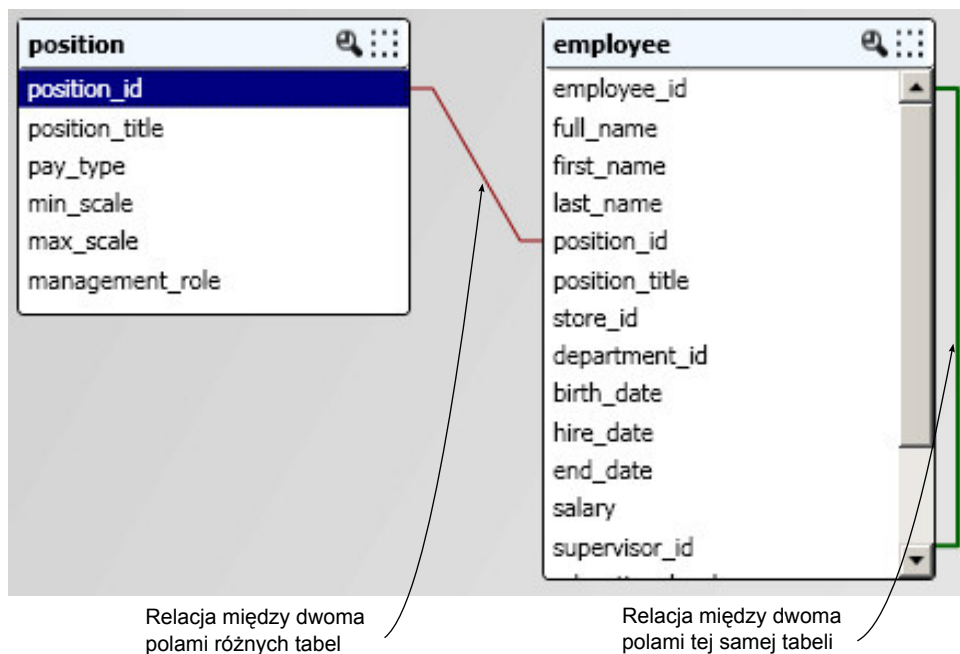 position
position_id
position_title
pay_type
min_scale
max_scale
management_role
employee
employee_id
full_name
first_name
last_name
position_id
position_title
store_id
department_id
birth_date
hire_date
end_date
salary
supervisor_id
Relacja między dwoma
polami różnych tabel
Relacja między dwoma
polami tej samej tabeli